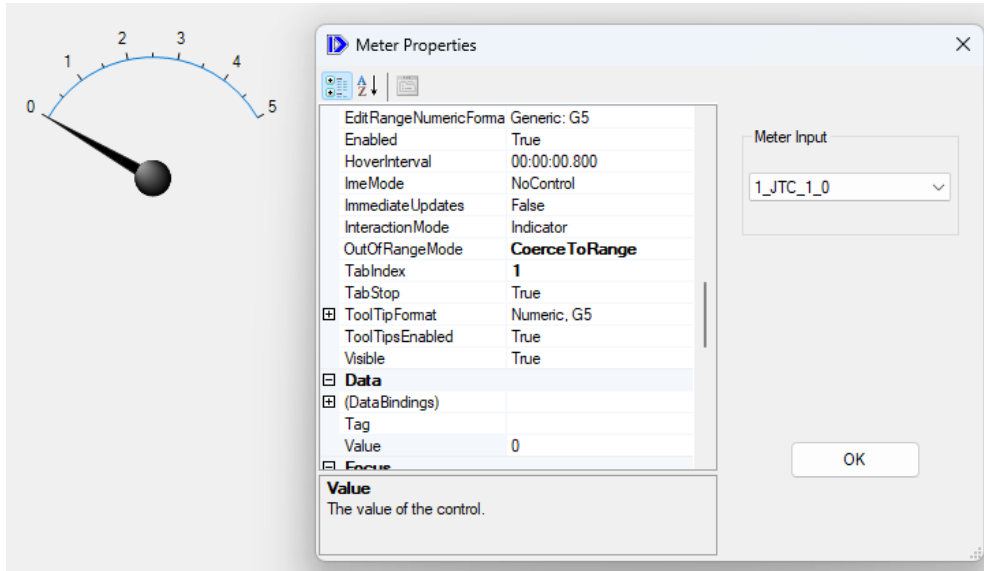 0
1
2
3
4
5
Meter Properties
EditRangeNumericForma Generic: G5
Enabled True
HoverInterval 00:00:00.800
ImeMode NoControl
ImmediateUpdates False
InteractionMode Indicator
OutOfRangeMode CoerceToRange
TabIndex 1
TabStop True
ToolTipFormat Numeric, G5
ToolTipsEnabled True
Visible True
Data
(DataBindings)
Tag
Value 0
Focus
Value
The value of the control.
Meter Input
1_JTC_1_0
OK